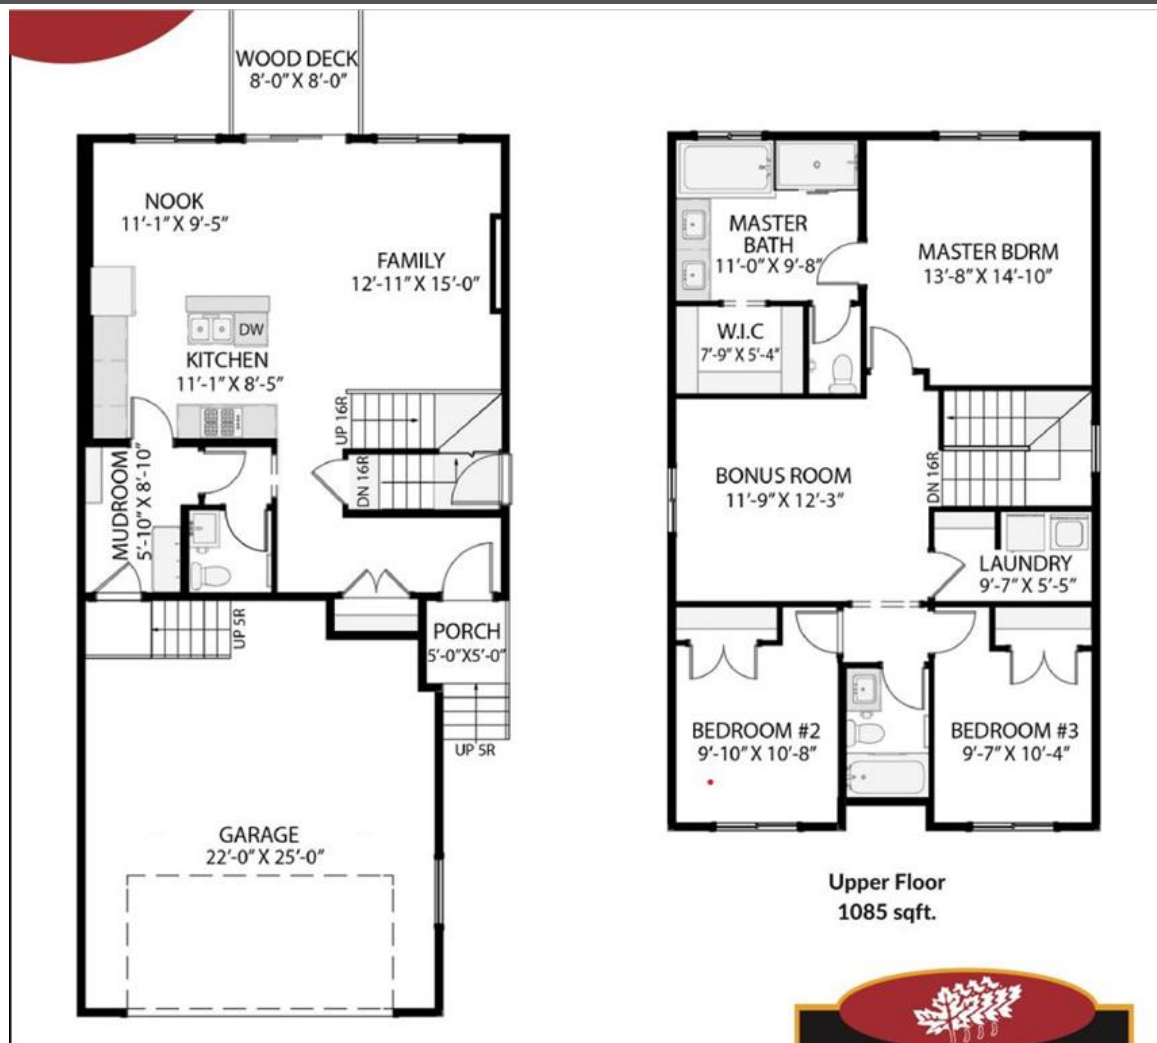 WOOD DECK
8'-0" X 8'-0"
NOOK
11'-1" X 9'-5"
FAMILY
12'-11" X 15'-0"
DW
KITCHEN
11'-1" X 8'-5"
UP 16R
DN 16R
MUDROOM
5'-10" X 8'-10"
UP 5R
PORCH
5'-0"X5'-0"
UP 5R
GARAGE
22'-0" X 25'-0"
MASTER
BATH
11'-0" X 9'-8"
MASTER BDRM
13'-8" X 14'-10"
W.I.C
7'-9" X 5'-4"
BONUS ROOM
11'-9" X 12'-3"
DN 16R
LAUNDRY
9'-7" X 5'-5"
BEDROOM #2
9'-10" X 10'-8"
BEDROOM #3
9'-7" X 10'-4"
Upper Floor
1085 sqft.